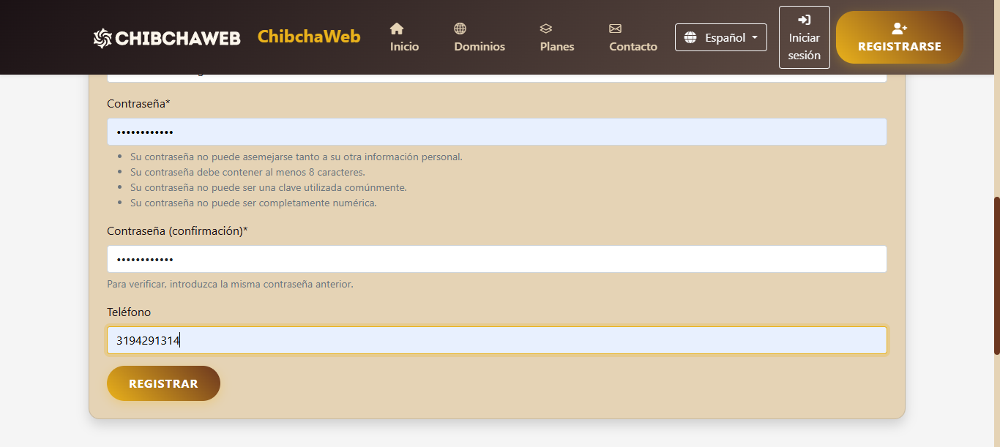 CHIBCHAWEB
ChibchaWeb
Inicio
Dominios
Planes
Contacto
Español
Iniciar
sesión
REGISTRARSE
Contraseña*
••••••••••••
Su contraseña no puede asemejarse tanto a su otra información personal.
Su contraseña debe contener al menos 8 caracteres.
Su contraseña no puede ser una clave utilizada comúnmente.
Su contraseña no puede ser completamente numérica.
Contraseña (confirmación)*
••••••••••••
Para verificar, introduzca la misma contraseña anterior.
Teléfono
3194291314
REGISTRAR